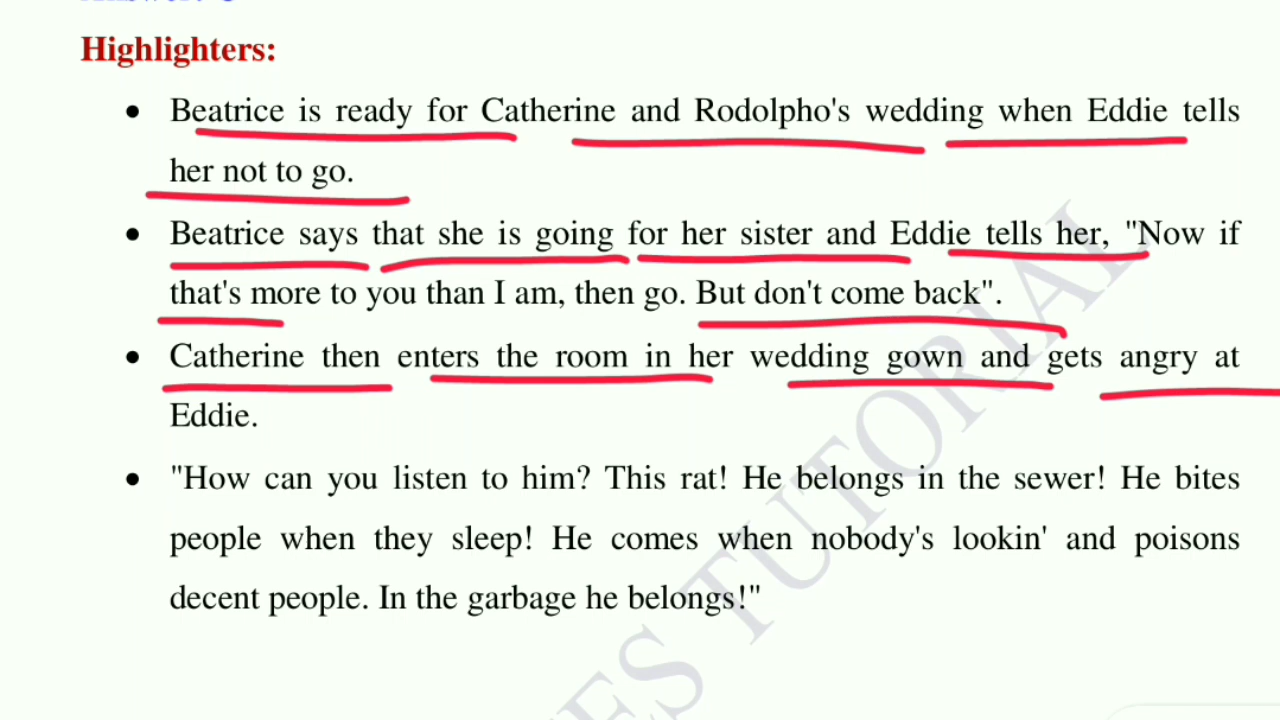 Highlighters:
• Beatrice is ready for Catherine and Rodolpho's wedding when Eddie tells
her not to go.
• Beatrice says that she is going for her sister and Eddie tells her, "Now if
that's more to you than I am, then go. But don't come back".
• Catherine then enters the room in her wedding gown and gets angry at
Eddie.
• "How can you listen to him? This rat! He belongs in the sewer! He bites
people when they sleep! He comes when nobody's lookin' and poisons
decent people. In the garbage he belongs!"
TUTORIAL